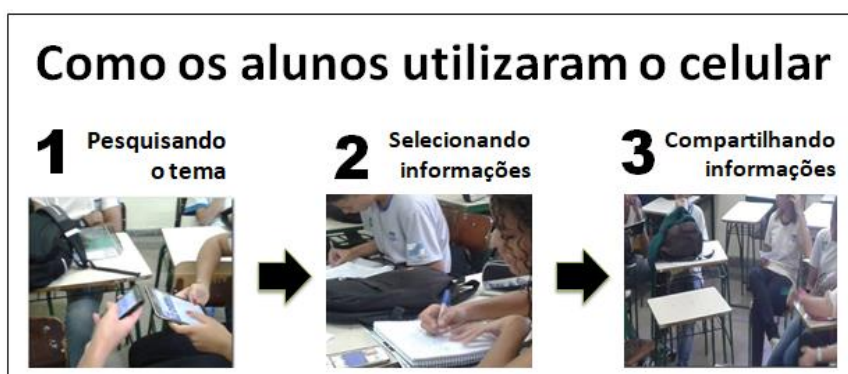 Como os alunos utilizaram o celular
1 Pesquisando
o tema
2 Selecionando
informações
3 Compartilhando
informações